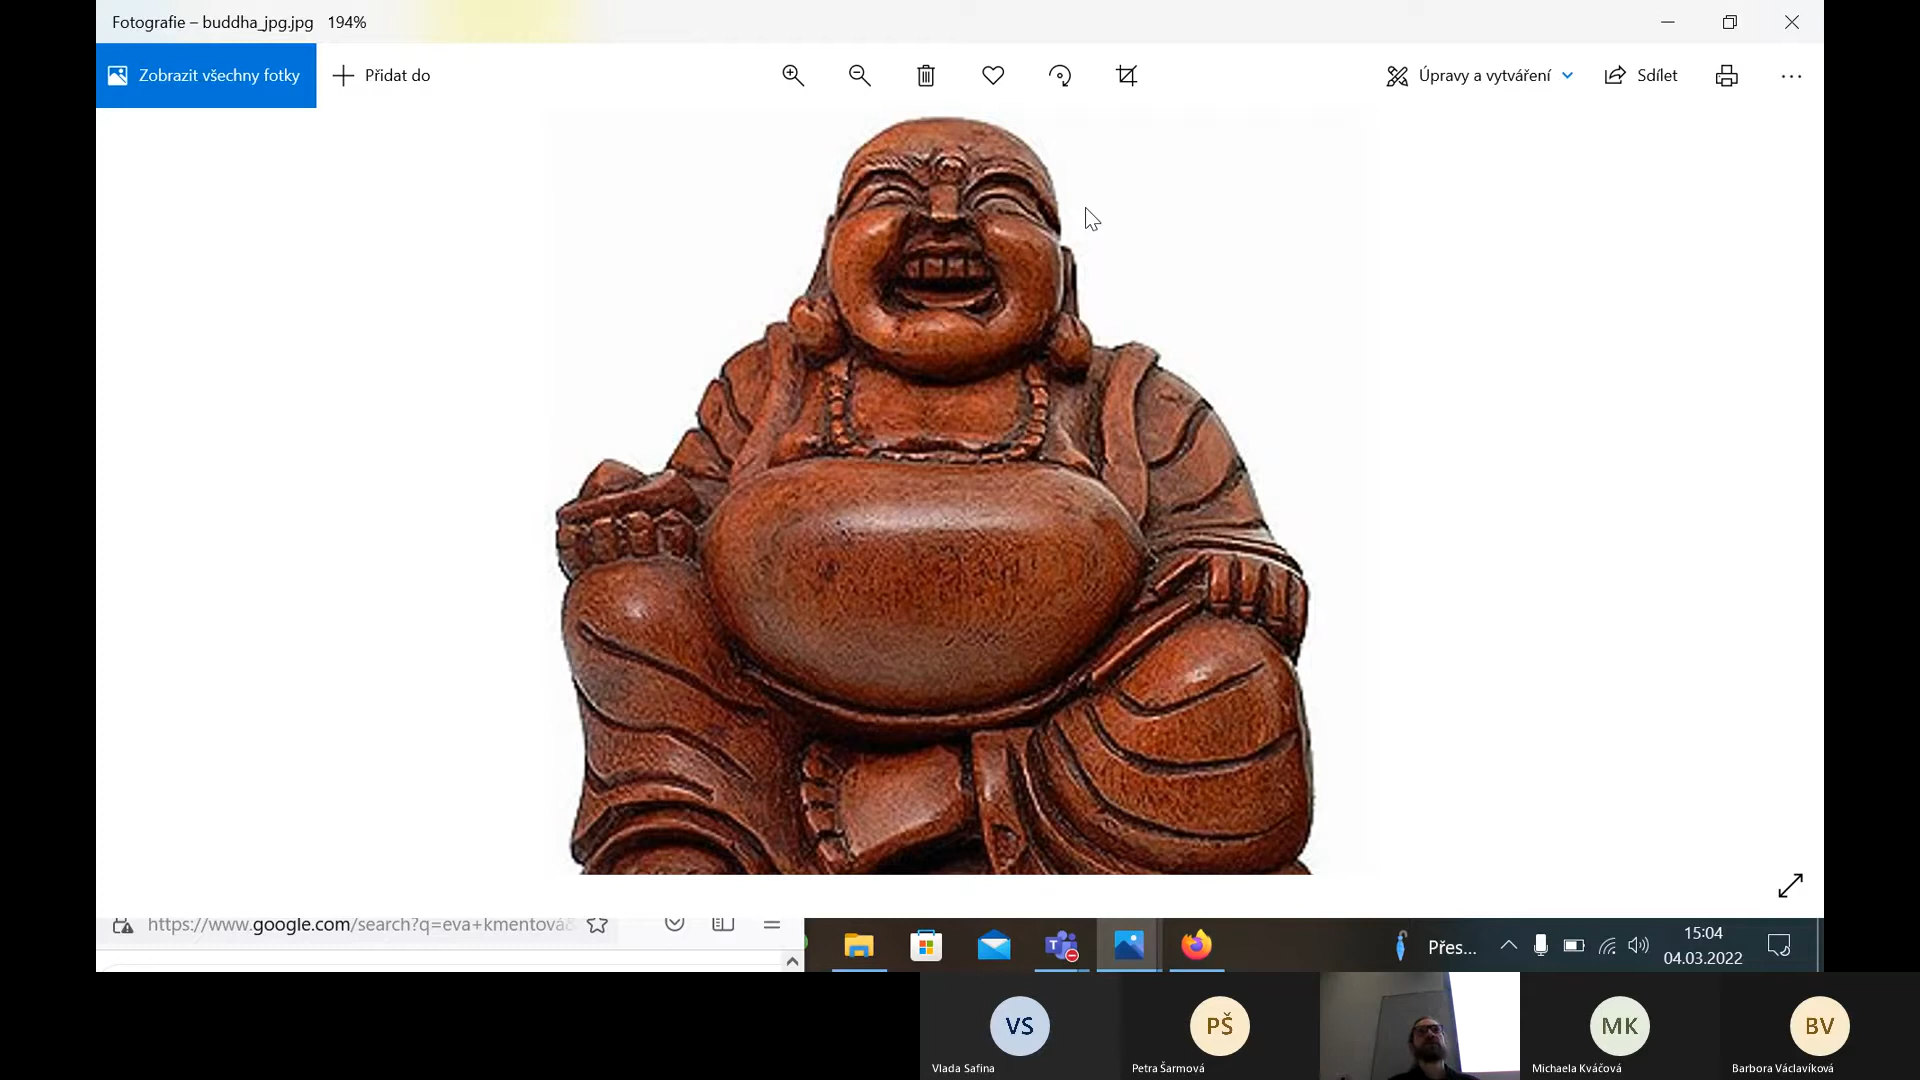 Fotografie – buddha_jpg.jpg 194%
Zobrazit všechny fotky
Přidat do
Úpravy a vytváření
Sdílet
https://www.google.com/search?q=eva+kmentová&
Přes...
15:04
04.03.2022
VS
PŠ
MK
BV
Vlada Safina
Petra Šarmová
Michaela Kváčová
Barbora Václavíková